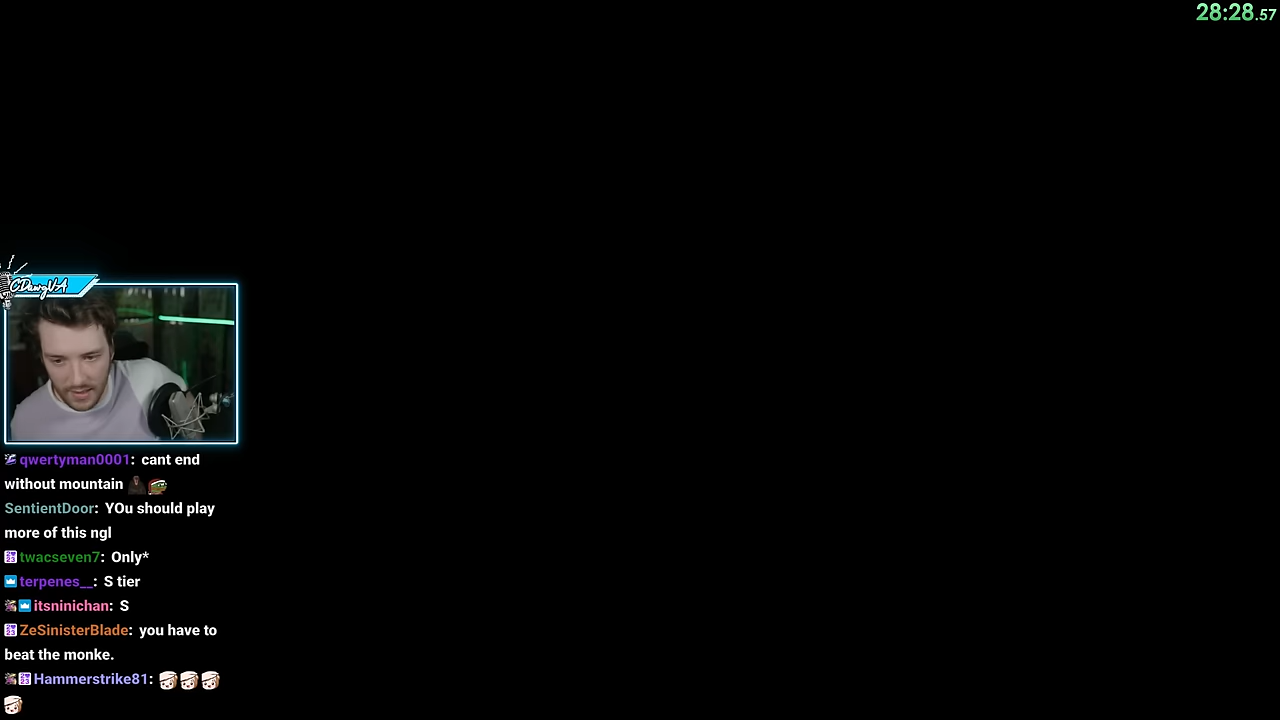 28:28.57
CDawgVA
qwertyman0001: cant end
without mountain
SentientDoor: YOu should play
more of this ngl
twacseven7: Only*
terpenes__: S tier
itsninichan: S
ZeSinisterBlade: you have to
beat the monke.
Hammerstrike81: